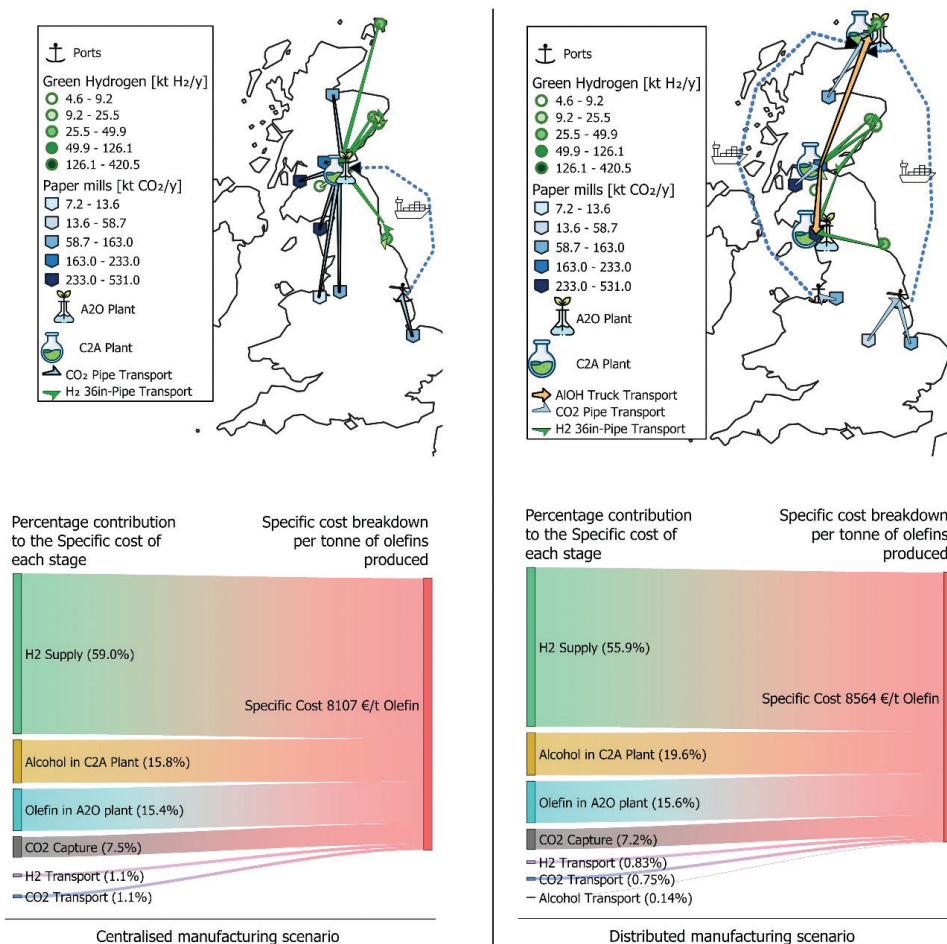 Ports
Green Hydrogen [kt H₂/y]
4.6 - 9.2
9.2 - 25.5
25.5 - 49.9
49.9 - 126.1
126.1 - 420.5
Paper mills [kt CO₂/y]
7.2 - 13.6
13.6 - 58.7
58.7 - 163.0
163.0 - 233.0
233.0 - 531.0
A2O Plant
C2A Plant
CO₂ Pipe Transport
H₂ 36in-Pipe Transport
Percentage contribution
to the Specific cost of
each stage
Specific cost breakdown
per tonne of olefins
produced
H2 Supply (59.0%)
Specific Cost 8107 €/t Olefin
Alcohol in C2A Plant (15.8%)
Olefin in A2O plant (15.4%)
CO2 Capture (7.5%)
H2 Transport (1.1%)
CO2 Transport (1.1%)
Centralised manufacturing scenario
Ports
Green Hydrogen [kt H₂/y]
4.6 - 9.2
9.2 - 25.5
25.5 - 49.9
49.9 - 126.1
126.1 - 420.5
Paper mills [kt CO₂/y]
7.2 - 13.6
13.6 - 58.7
58.7 - 163.0
163.0 - 233.0
233.0 - 531.0
A2O Plant
C2A Plant
AlOH Truck Transport
CO2 Pipe Transport
H2 36in-Pipe Transport
Percentage contribution
to the Specific cost of
each stage
Specific cost breakdown
per tonne of olefins
produced
H2 Supply (55.9%)
Specific Cost 8564 €/t Olefin
Alcohol in C2A Plant (19.6%)
Olefin in A2O plant (15.6%)
CO2 Capture (7.2%)
H2 Transport (0.83%)
CO2 Transport (0.75%)
Alcohol Transport (0.14%)
Distributed manufacturing scenario